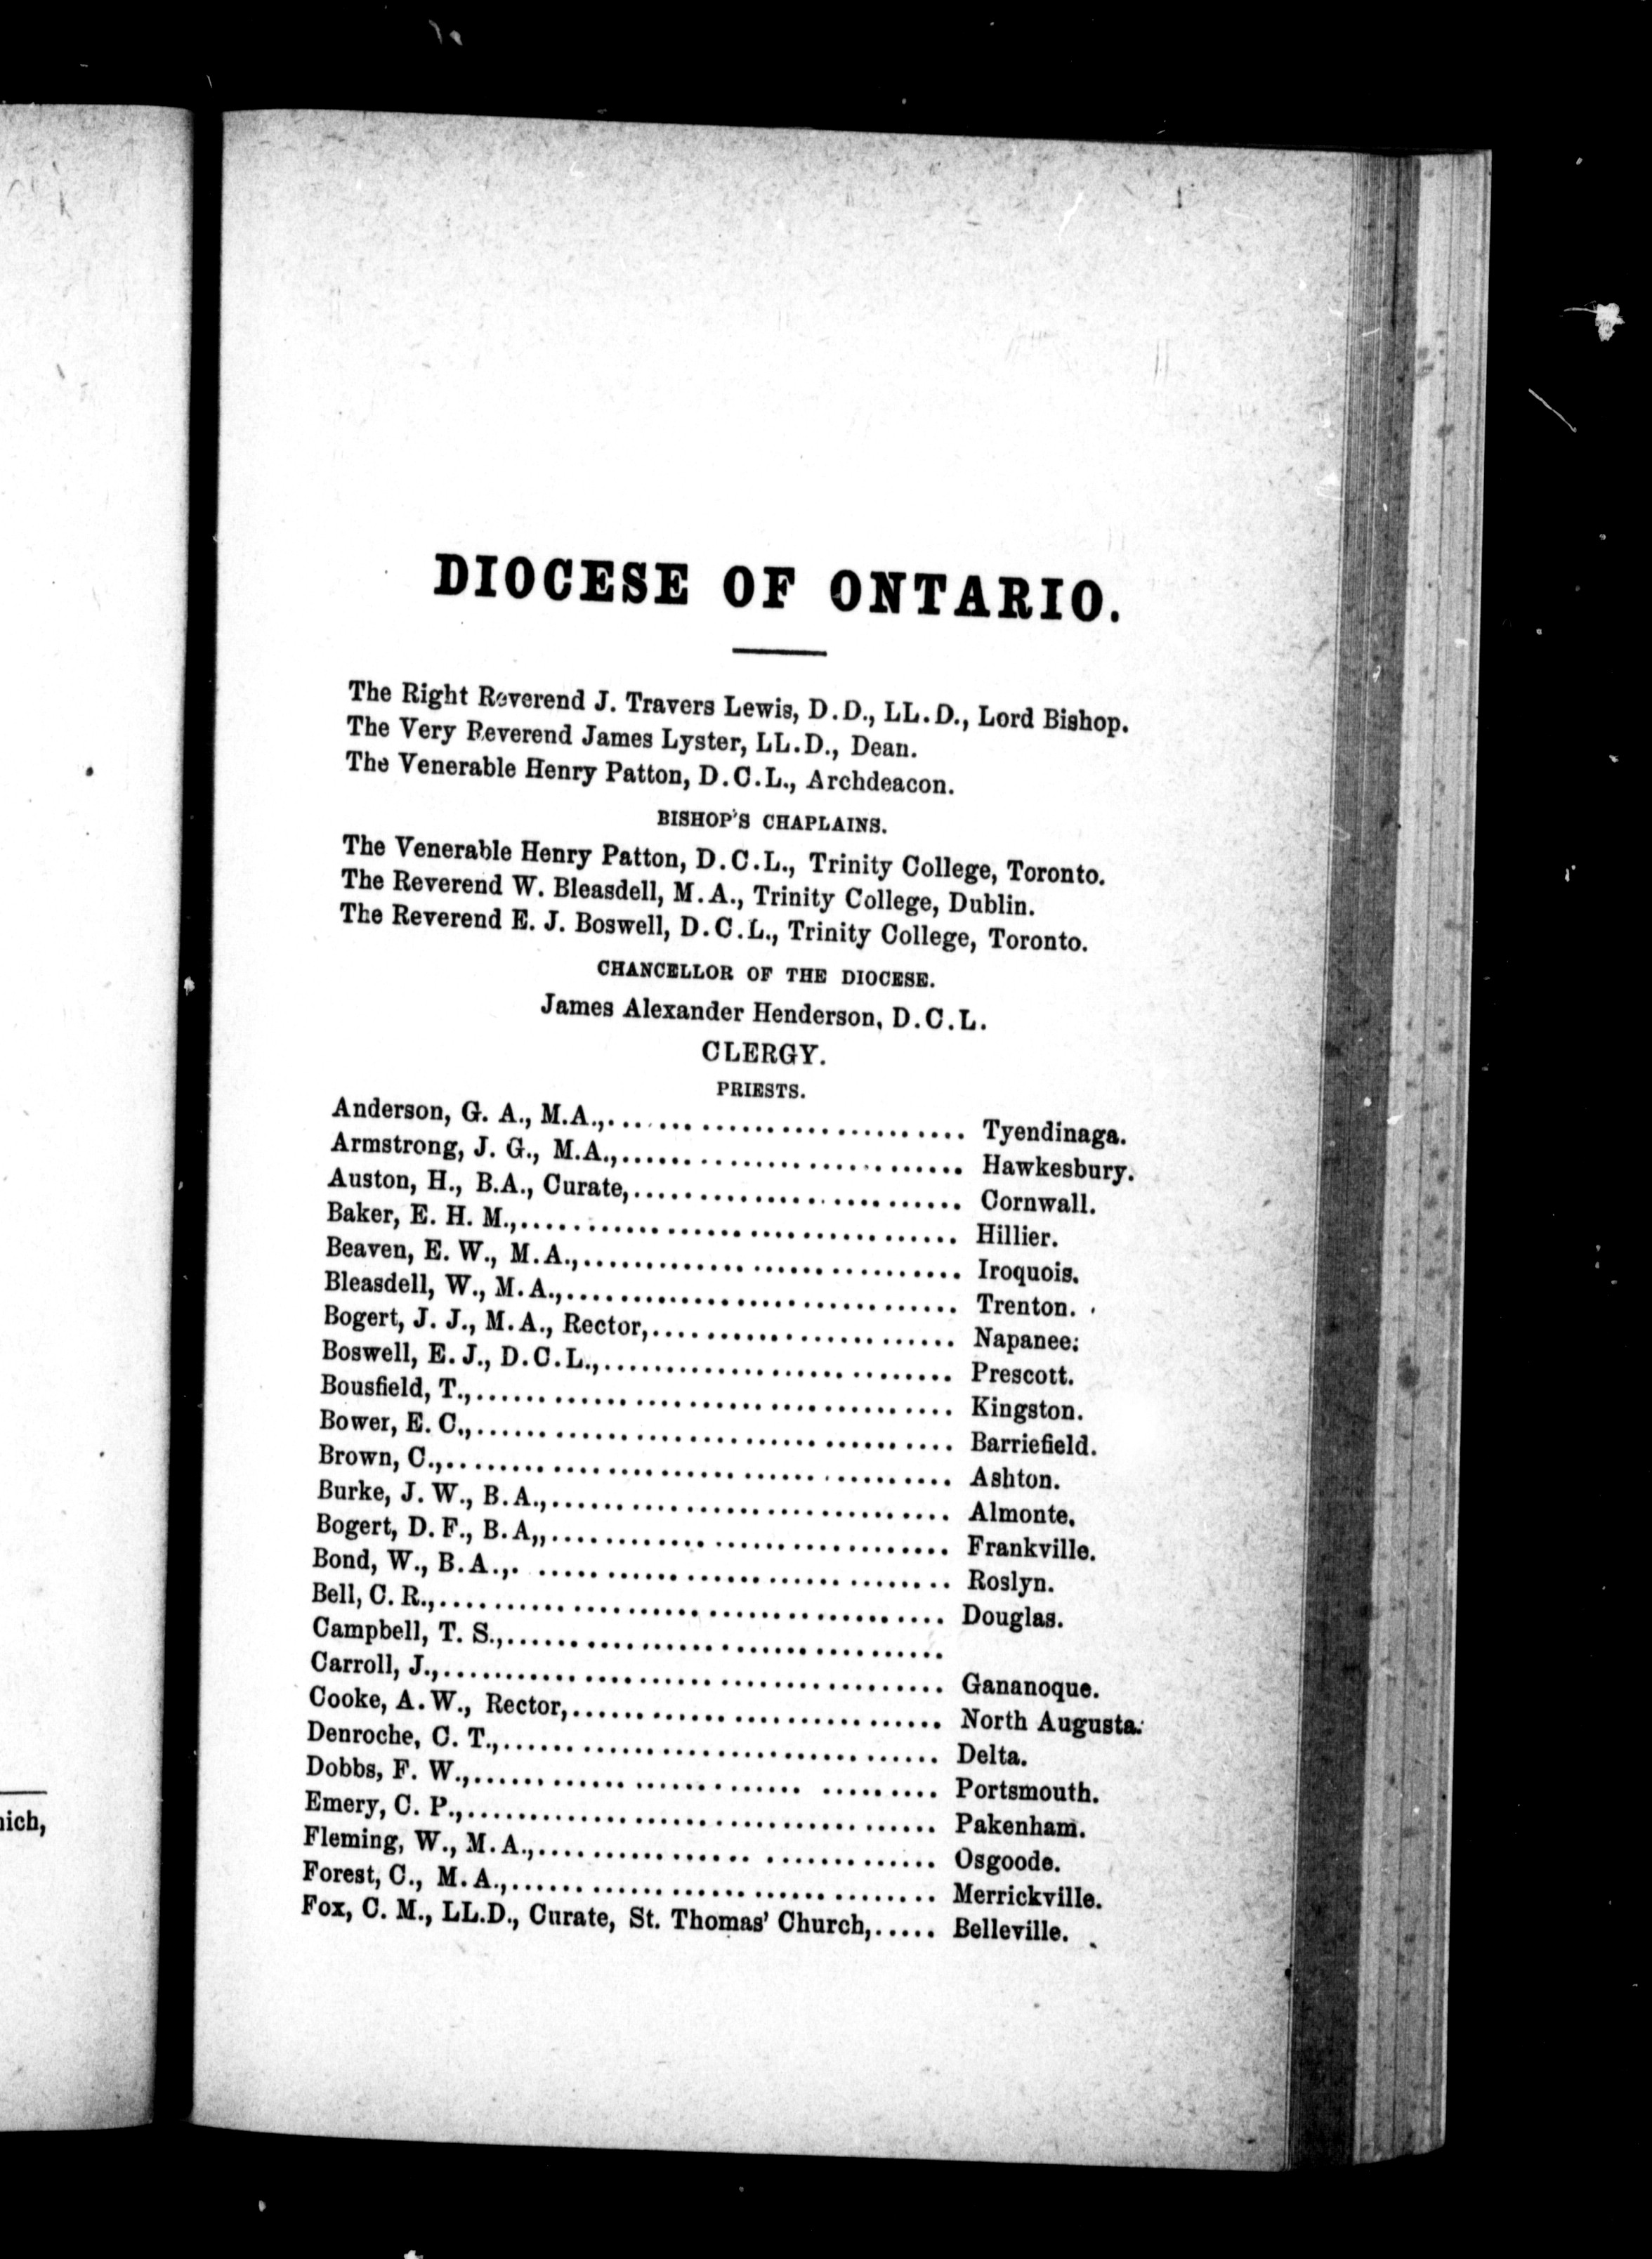 DIOCESE OF ONTARIO.
The Right Reverend J. Travers Lewis, D.D., LL.D., Lord Bishop.
The Very Reverend James Lyster, LL.D., Dean.
The Venerable Henry Patton, D.C.L., Archdeacon.
BISHOP'S CHAPLAINS.
The Venerable Henry Patton, D.C.L., Trinity College, Toronto.
The Reverend W. Bleasdell, M.A., Trinity College, Dublin.
The Reverend E. J. Boswell, D.C.L., Trinity College, Toronto.
CHANCELLOR OF THE DIOCESE.
James Alexander Henderson, D.C.L.
CLERGY.
PRIESTS.
Anderson, G. A., M.A.,.............................. Tyendinaga.
Armstrong, J. G., M.A.,............................. Hawkesbury.
Auston, H., B.A., Curate,........................... Cornwall.
Baker, E. H. M.,.................................... Hillier.
Beaven, E. W., M.A.,................................ Iroquois.
Bleasdell, W., M.A.,................................ Trenton.
Bogert, J. J., M.A., Rector,........................ Napanee:
Boswell, E. J., D.C.L.,............................. Prescott.
Bousfield, T.,...................................... Kingston.
Bower, E. C.,....................................... Barriefield.
Brown, C.,.......................................... Ashton.
Burke, J. W., B.A.,................................. Almonte.
Bogert, D. F., B.A,,................................ Frankville.
Bond, W., B.A.,. ................................... Roslyn.
Bell, C. R.,........................................ Douglas.
Campbell, T. S.,....................................
Carroll, J.,........................................ Gananoque.
Cooke, A. W., Rector,............................... North Augusta.
Denroche, C. T.,.................................... Delta.
Dobbs, F. W.,....................................... Portsmouth.
Emery, C. P.,....................................... Pakenham.
Fleming, W., M.A.,.................................. Osgoode.
Forest, C., M.A.,................................... Merrickville.
Fox, C. M., LL.D., Curate, St. Thomas' Church,..... Belleville.